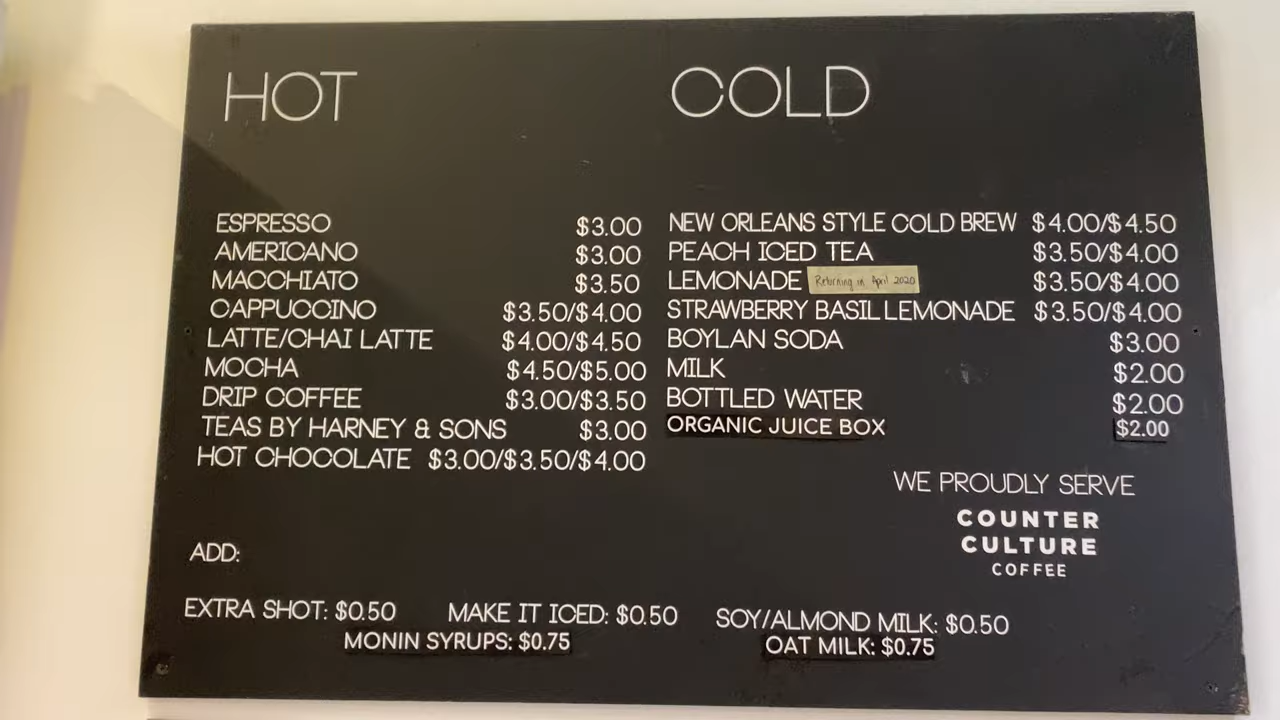 HOT
ESPRESSO $3.00
AMERICANO $3.00
MACCHIATO $3.50
CAPPUCCINO $3.50/$4.00
LATTE/CHAI LATTE $4.00/$4.50
MOCHA $4.50/$5.00
DRIP COFFEE $3.00/$3.50
TEAS BY HARNEY & SONS $3.00
HOT CHOCOLATE $3.00/$3.50/$4.00
COLD
NEW ORLEANS STYLE COLD BREW $4.00/$4.50
PEACH ICED TEA $3.50/$4.00
LEMONADE Returning in April 2020 $3.50/$4.00
STRAWBERRY BASIL LEMONADE $3.50/$4.00
BOYLAN SODA $3.00
MILK $2.00
BOTTLED WATER $2.00
ORGANIC JUICE BOX $2.00
WE PROUDLY SERVE
COUNTER
CULTURE
COFFEE
ADD:
EXTRA SHOT: $0.50 MAKE IT ICED: $0.50 SOY/ALMOND MILK: $0.50
MONIN SYRUPS: $0.75 OAT MILK: $0.75